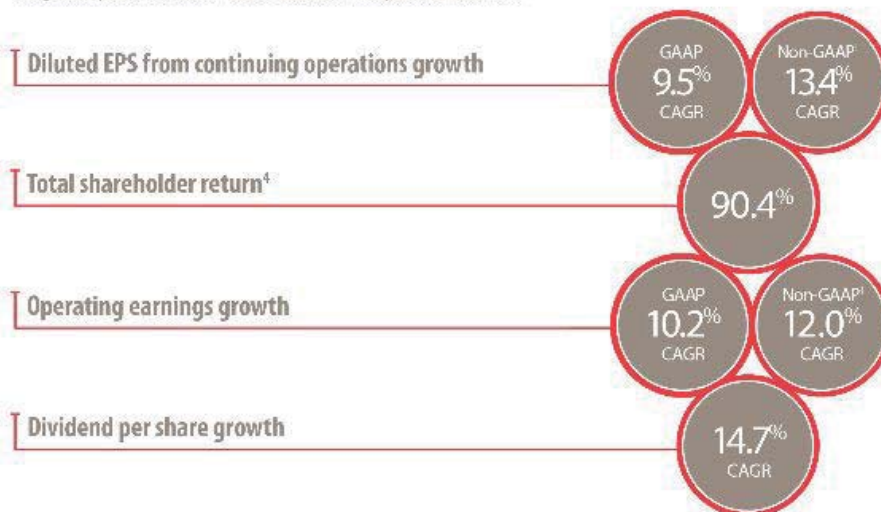 Diluted EPS from continuing operations growth
GAAP
9.5%
CAGR
Non-GAAP¹
13.4%
CAGR
Total shareholder return⁴
90.4%
Operating earnings growth
GAAP
10.2%
CAGR
Non-GAAP¹
12.0%
CAGR
Dividend per share growth
14.7%
CAGR